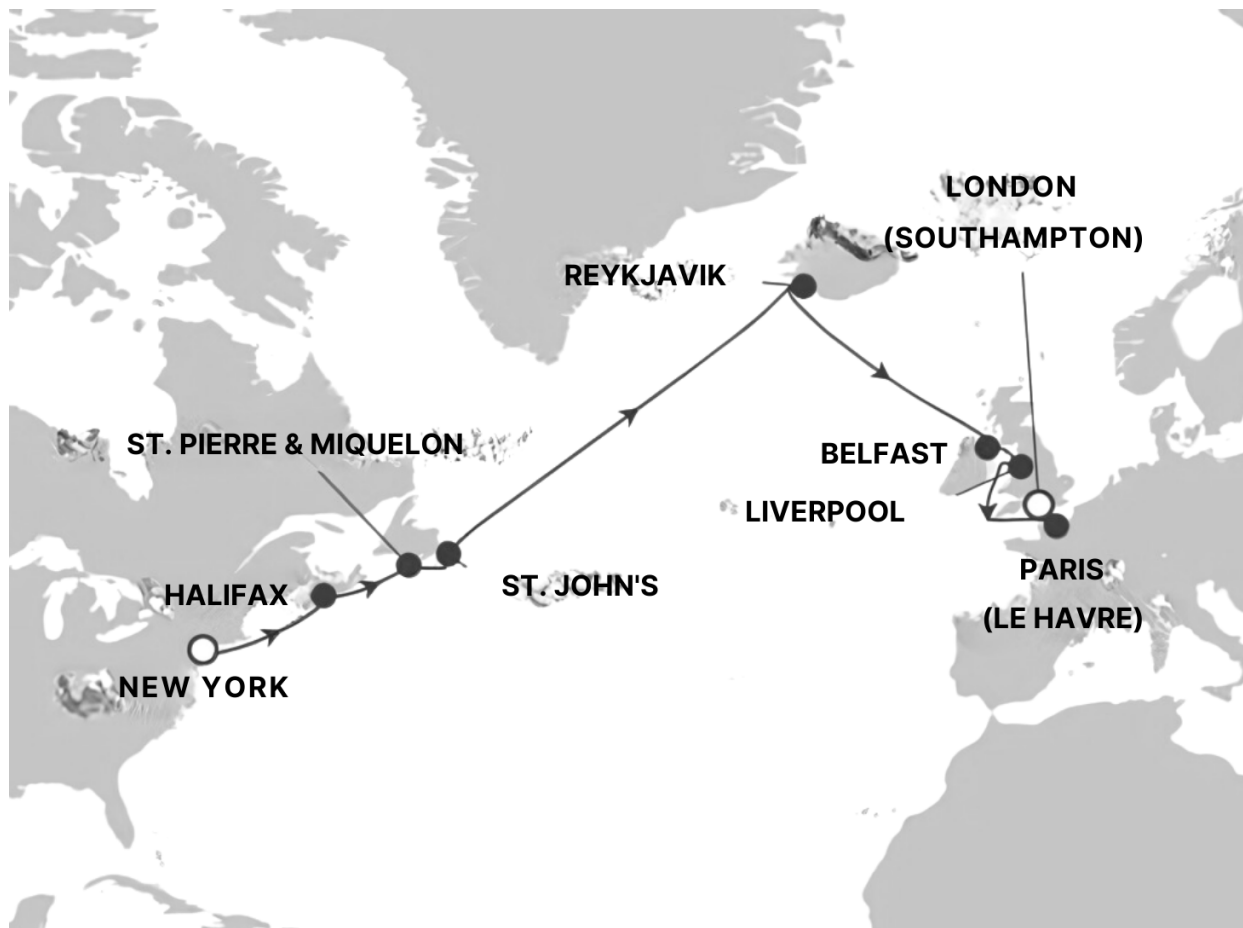 LONDON
(SOUTHAMPTON)
REYKJAVIK
ST. PIERRE & MIQUELON
BELFAST
LIVERPOOL
HALIFAX
ST. JOHN'S
PARIS
(LE HAVRE)
NEW YORK